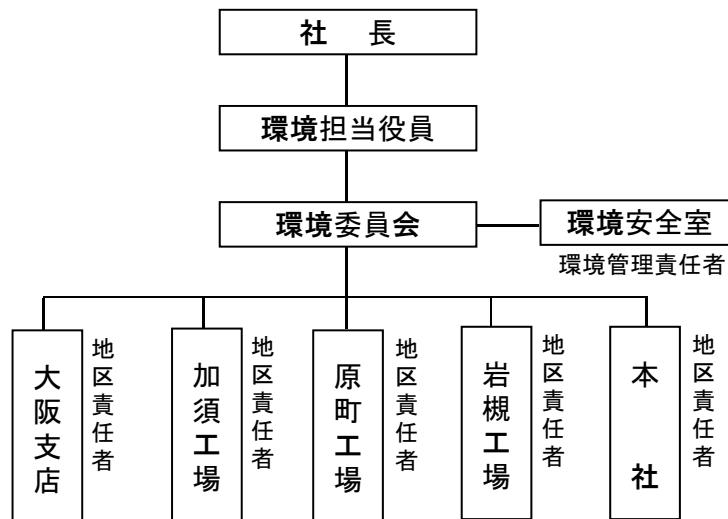 社 長
環境担当役員
環境委員会
環境安全室
環境管理責任者
大阪支店
地区責任者
加須工場
地区責任者
原町工場
地区責任者
岩槻工場
地区責任者
本 社
地区責任者